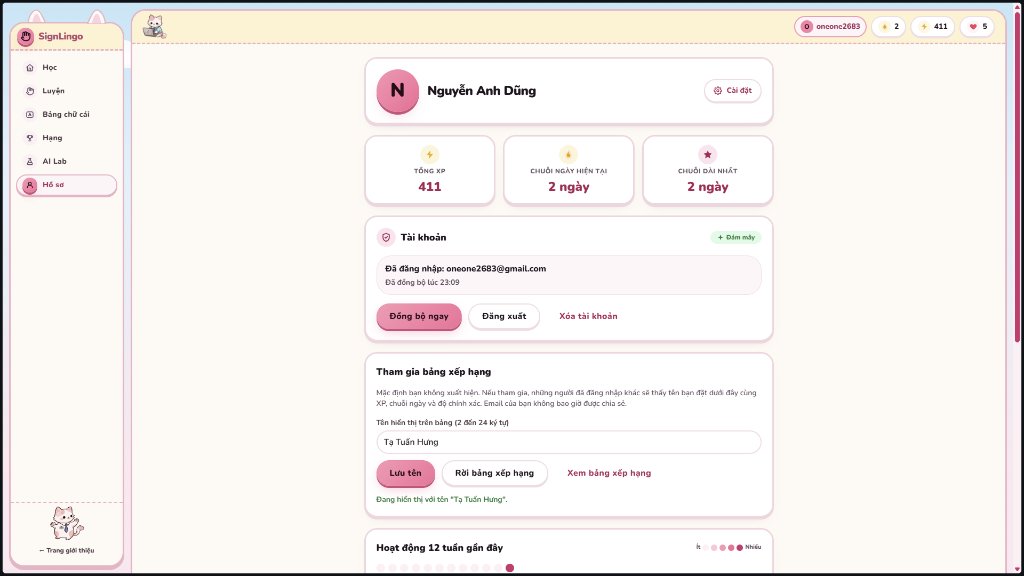 SignLingo
Học
Luyện
Bảng chữ cái
Hạng
AI Lab
Hồ sơ
← Trang giới thiệu
O oneone2683
2
411
5
N
Nguyễn Anh Dũng
Cài đặt
TỔNG XP
411
CHUỖI NGÀY HIỆN TẠI
2 ngày
CHUỖI DÀI NHẤT
2 ngày
Tài khoản
+ Đám mây
Đã đăng nhập: oneone2683@gmail.com
Đã đồng bộ lúc 23:09
Đồng bộ ngay
Đăng xuất
Xóa tài khoản
Tham gia bảng xếp hạng
Mặc định bạn không xuất hiện. Nếu tham gia, những người đã đăng nhập khác sẽ thấy tên bạn đặt dưới đây cùng
XP, chuỗi ngày và độ chính xác. Email của bạn không bao giờ được chia sẻ.
Tên hiển thị trên bảng (2 đến 24 ký tự)
Tạ Tuấn Hưng
Lưu tên
Rời bảng xếp hạng
Xem bảng xếp hạng
Đang hiển thị với tên "Tạ Tuấn Hưng".
Hoạt động 12 tuần gần đây
Ít
Nhiều